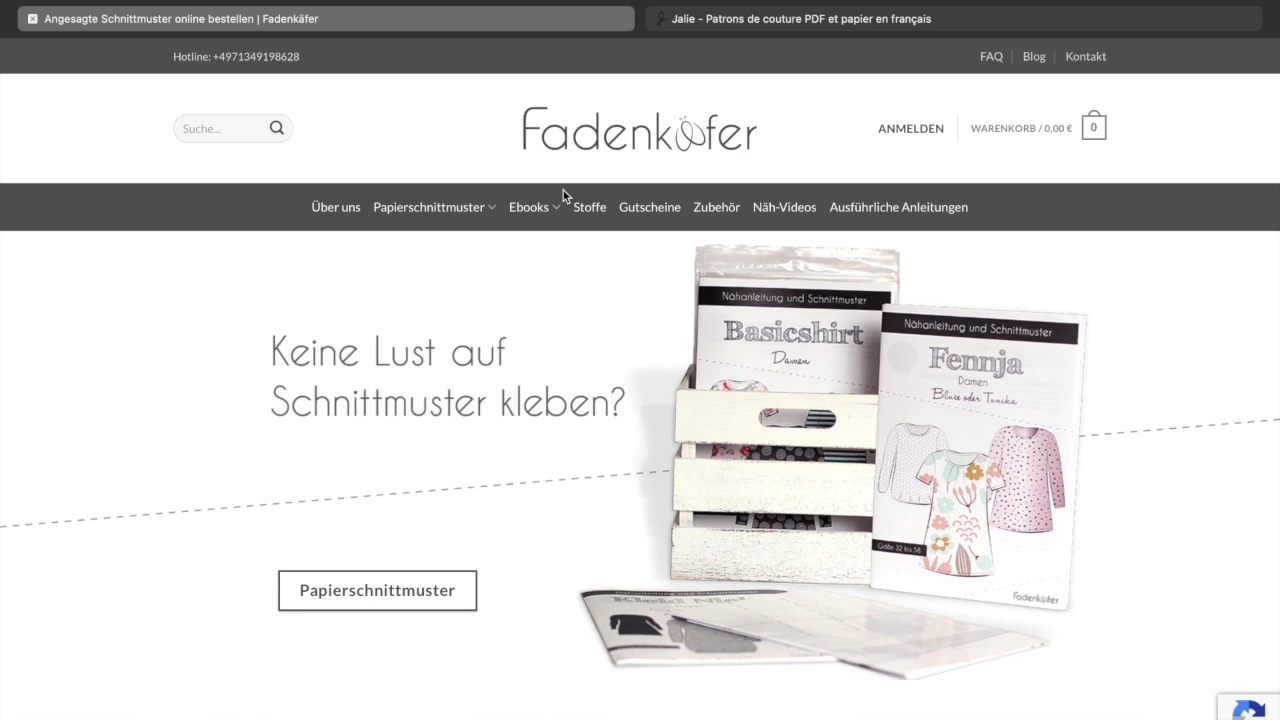 Angesagte Schnittmuster online bestellen | Fadenkäfer
Jalie - Patrons de couture PDF et papier en français
Hotline: +4971349198628
FAQ
Blog
Kontakt
Suche...
Fadenkäfer
ANMELDEN
WARENKORB / 0,00 €
0
Über uns
Papierschnittmuster
Ebooks
Stoffe
Gutscheine
Zubehör
Näh-Videos
Ausführliche Anleitungen
Keine Lust auf
Schnittmuster kleben?
Papierschnittmuster
Nähanleitung und Schnittmuster
Basicshirt
Damen
Nähanleitung und Schnittmuster
Fennja
Damen
Bluse oder Tunika
Größe 32 bis 58
Fadenkäfer